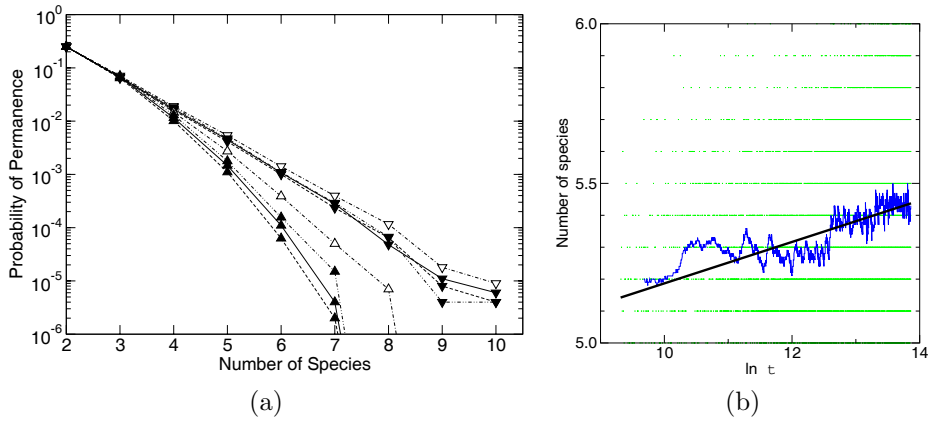 10^0
10^-1
10^-2
10^-3
10^-4
10^-5
10^-6
Probability of Permanence
2 3 4 5 6 7 8 9 10
Number of Species
(a)
6.0
5.5
5.0
Number of species
10 12 14
ln t
(b)